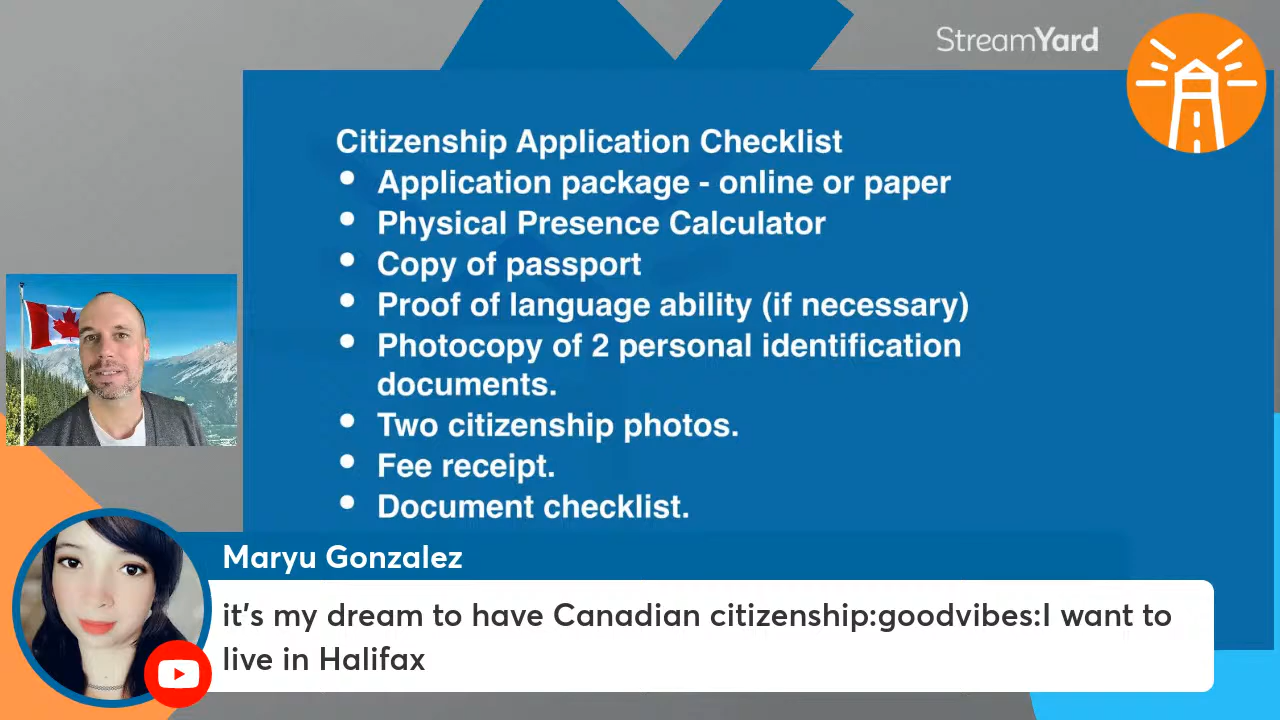 StreamYard
Citizenship Application Checklist
• Application package - online or paper
• Physical Presence Calculator
• Copy of passport
• Proof of language ability (if necessary)
• Photocopy of 2 personal identification
documents.
• Two citizenship photos.
• Fee receipt.
• Document checklist.
Maryu Gonzalez
it's my dream to have Canadian citizenship:goodvibes:I want to
live in Halifax